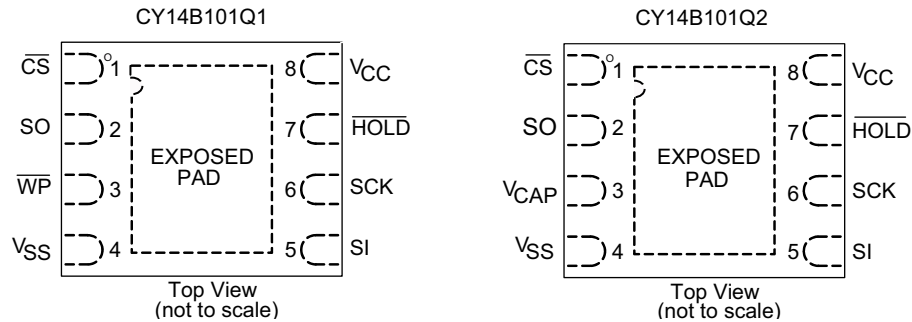 CY14B101Q1
CS 1 8 VCC
SO 2 7 HOLD
EXPOSED
PAD
WP 3 6 SCK
VSS 4 5 SI
Top View
(not to scale)
CY14B101Q2
CS 1 8 VCC
SO 2 7 HOLD
EXPOSED
PAD
VCAP 3 6 SCK
VSS 4 5 SI
Top View
(not to scale)